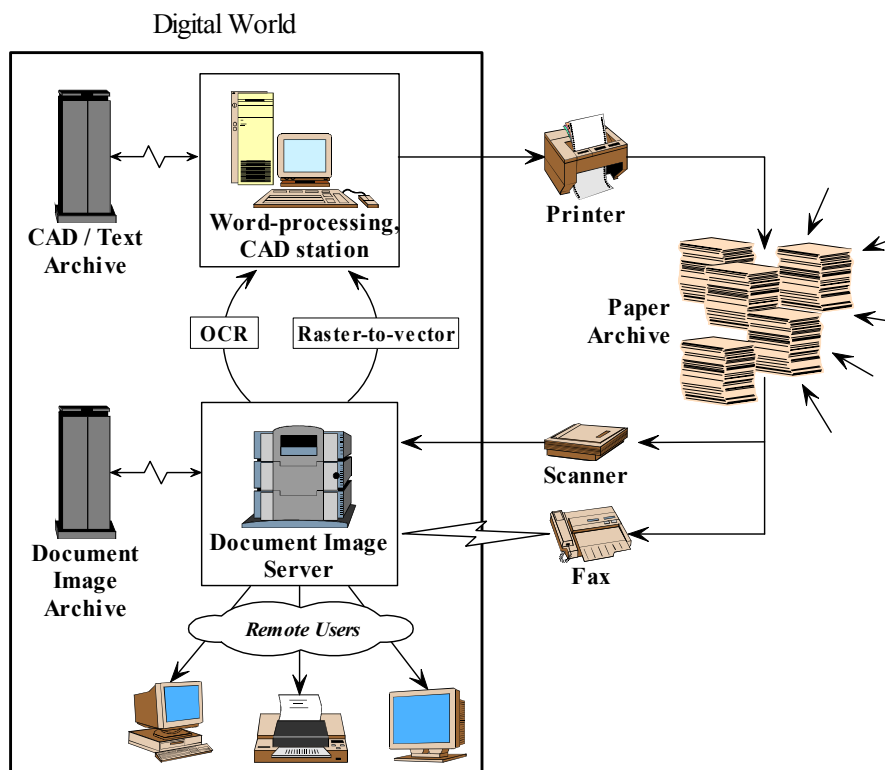 Digital World
CAD / Text
Archive
Word-processing,
CAD station
Printer
OCR
Raster-to-vector
Paper
Archive
Document
Image
Archive
Document Image
Server
Scanner
Fax
Remote Users